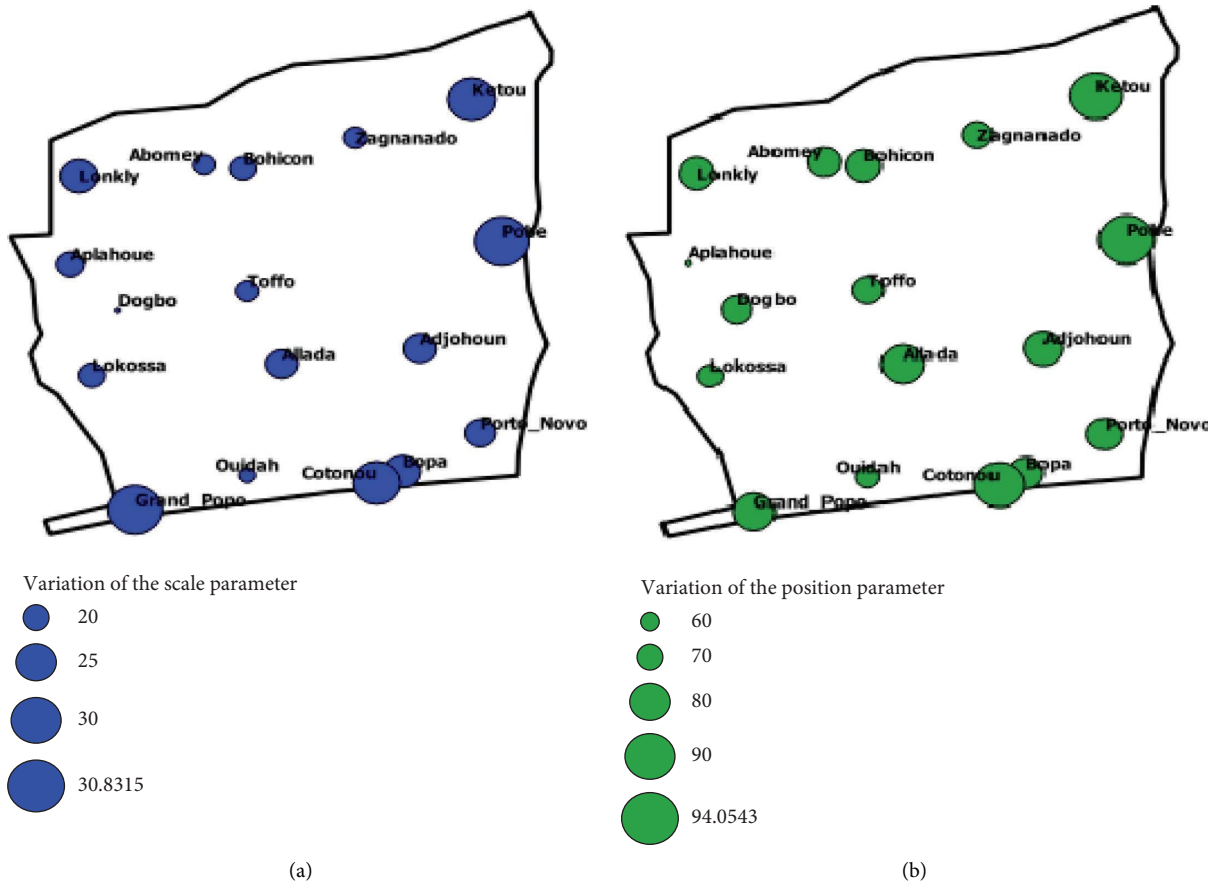 Ketou
Zagnanado
Abomey
Bohicon
Lonkly
Pobe
Aplahoue
Toffo
Dogbo
Adjohoun
Allada
Lokossa
Porto_Novo
Bopa
Ouidah
Cotonou
Grand_Popo
Variation of the scale parameter
20
25
30
30.8315
(a)
Ketou
Zagnanado
Abomey
Bohicon
Lonkly
Pobe
Aplahoue
Toffo
Dogbo
Adjohoun
Allada
Lokossa
Porto_Novo
Bopa
Ouidah
Cotonou
Grand_Popo
Variation of the position parameter
60
70
80
90
94.0543
(b)